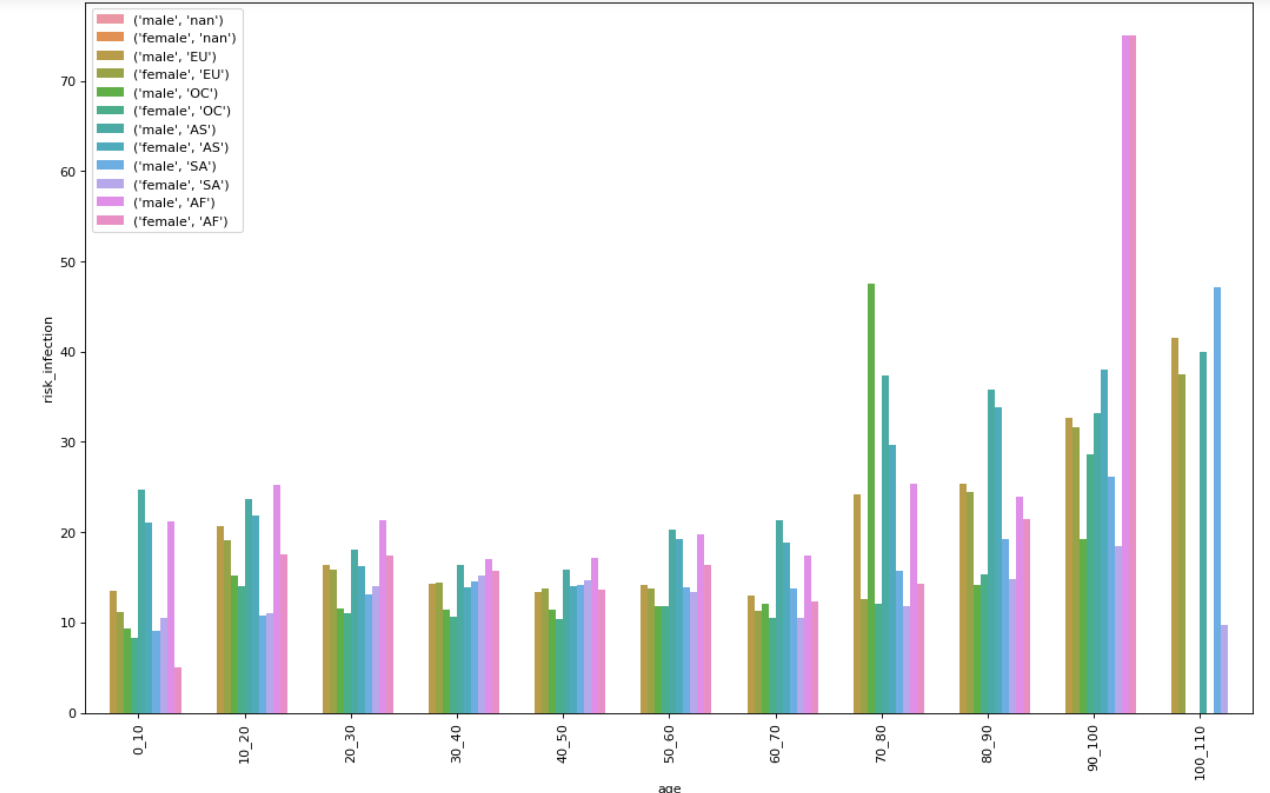 ('male', 'nan')
('female', 'nan')
('male', 'EU')
('female', 'EU')
('male', 'OC')
('female', 'OC')
('male', 'AS')
('female', 'AS')
('male', 'SA')
('female', 'SA')
('male', 'AF')
('female', 'AF')
70
60
50
40
30
20
10
0
risk_infection
0_10
10_20
20_30
30_40
40_50
50_60
60_70
70_80
80_90
90_100
100_110
age